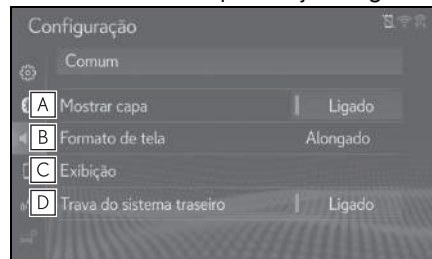 Configuração
Comum
A Mostrar capa Ligado
B Formato de tela Alongado
C Exibição
D Trava do sistema traseiro Ligado